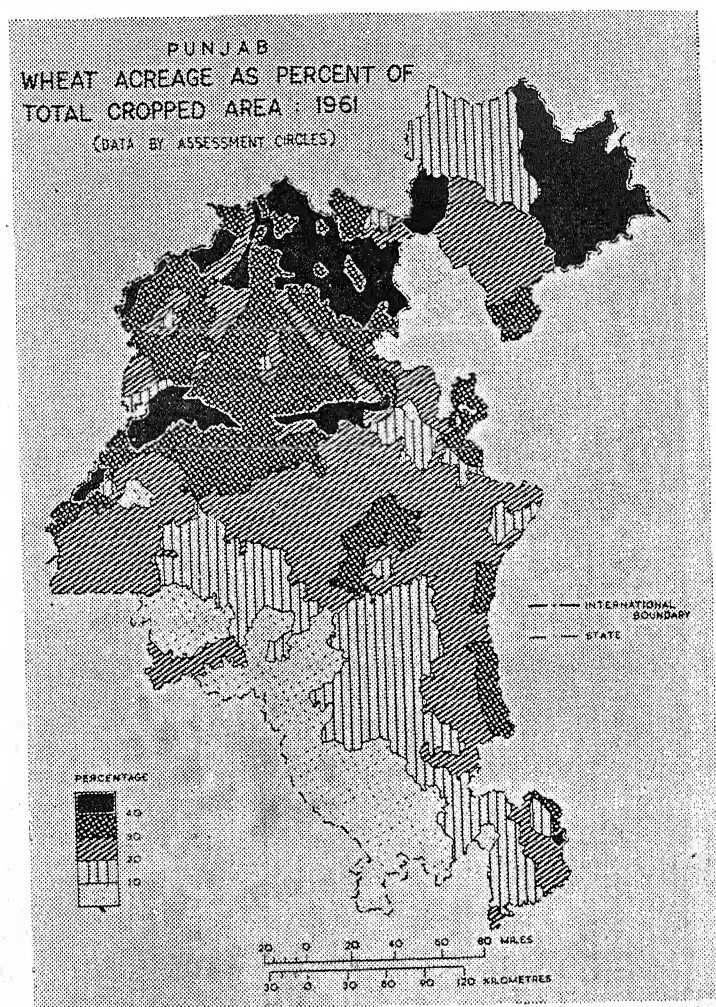 PUNJAB
WHEAT ACREAGE AS PERCENT OF
TOTAL CROPPED AREA : 1961
(DATA BY ASSESSMENT CIRCLES)
INTERNATIONAL
BOUNDARY
STATE
PERCENTAGE
40
30
20
10
20 0 20 40 60 80 MILES
30 0 30 60 90 120 KILOMETRES